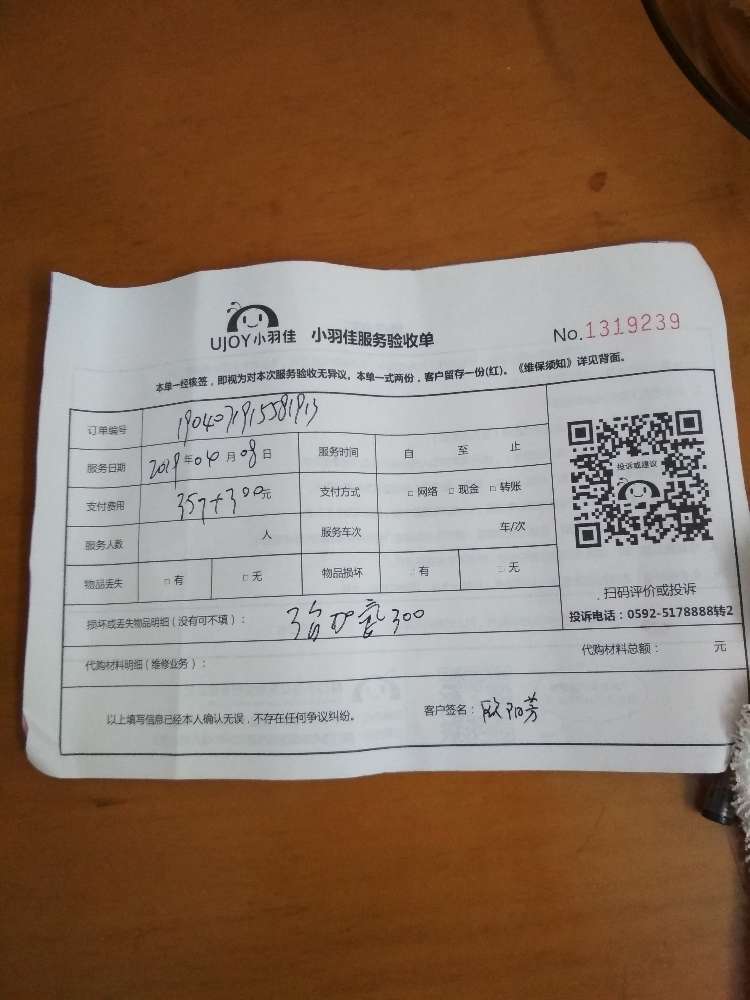 UJOY小羽佳 小羽佳服务验收单 No.1319239
本单一经核签，即视为对本次服务验收无异议。本单一式两份，客户留存一份(红)。《维保须知》详见背面。
订单编号
服务日期 2019年04月08日 服务时间 自 至 止
支付费用 357+300元 支付方式 □网络 □现金 □转账
服务人数 人 服务车次 车/次
物品丢失 □有 □无 物品损坏 □有 □无
投诉或建议
扫码评价或投诉
投诉电话：0592-5178888转2
损坏或丢失物品明细（没有可不填）： 300
代购材料明细（维修业务）： 代购材料总额： 元
以上填写信息已经本人确认无误，不存在任何争议纠纷。 客户签名：欧阳芳